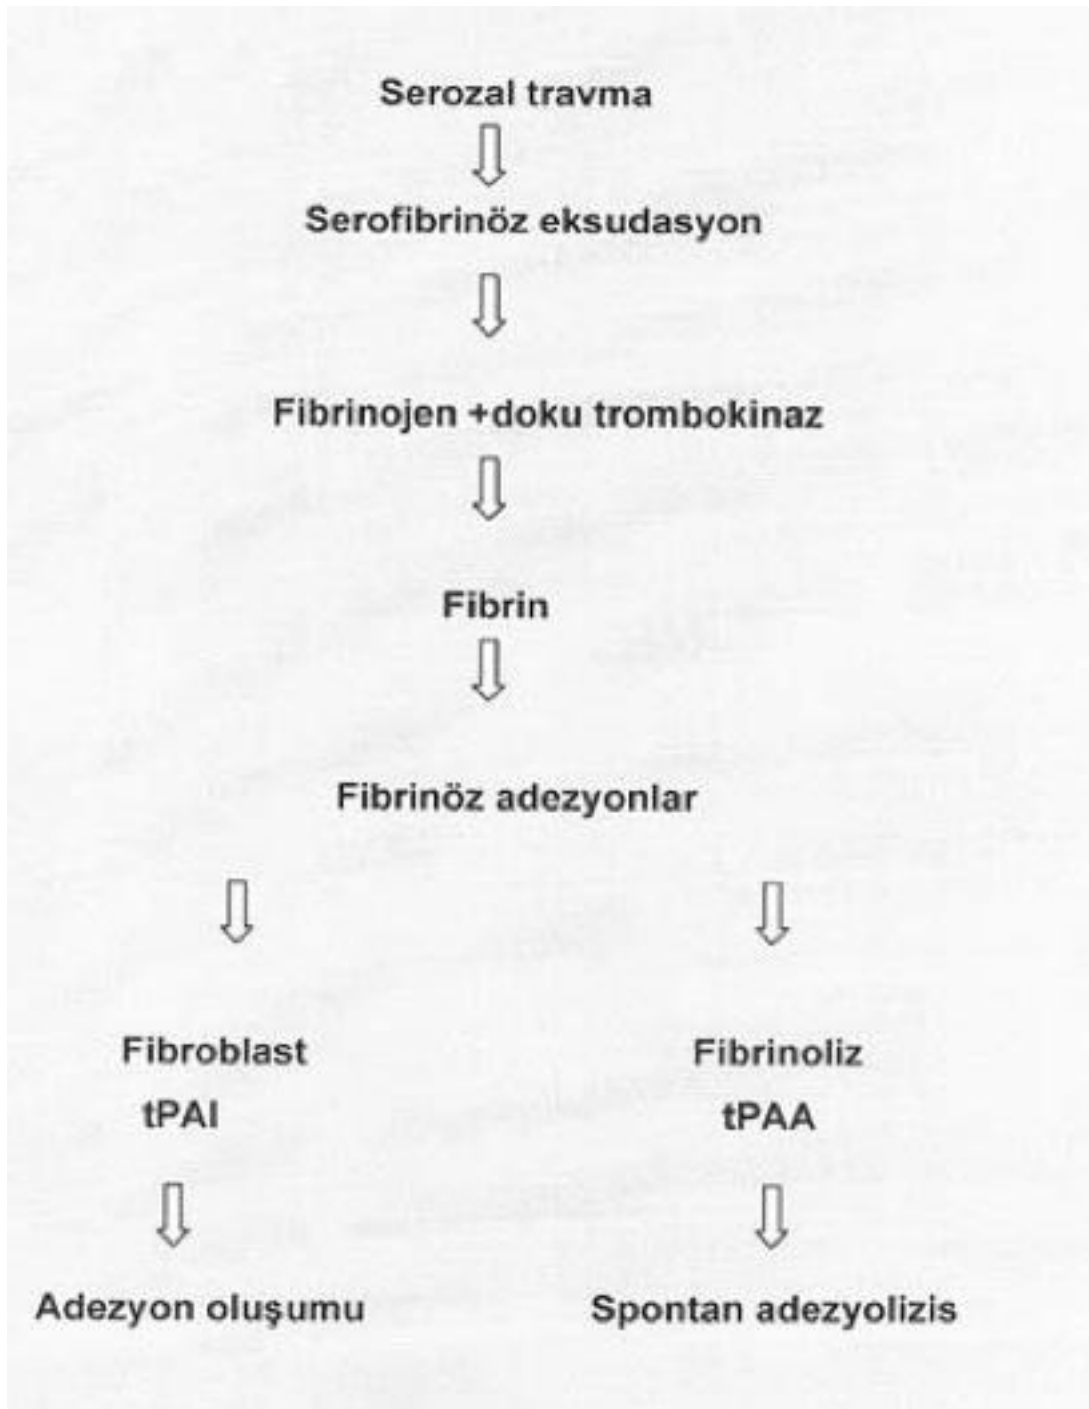 Serozal travma
Serofibrinöz eksudasyon
Fibrinojen +doku trombokinaz
Fibrin
Fibrinöz adezyonlar
Fibroblast
tPAI
Fibrinoliz
tPAA
Adezyon oluşumu
Spontan adezyolizis